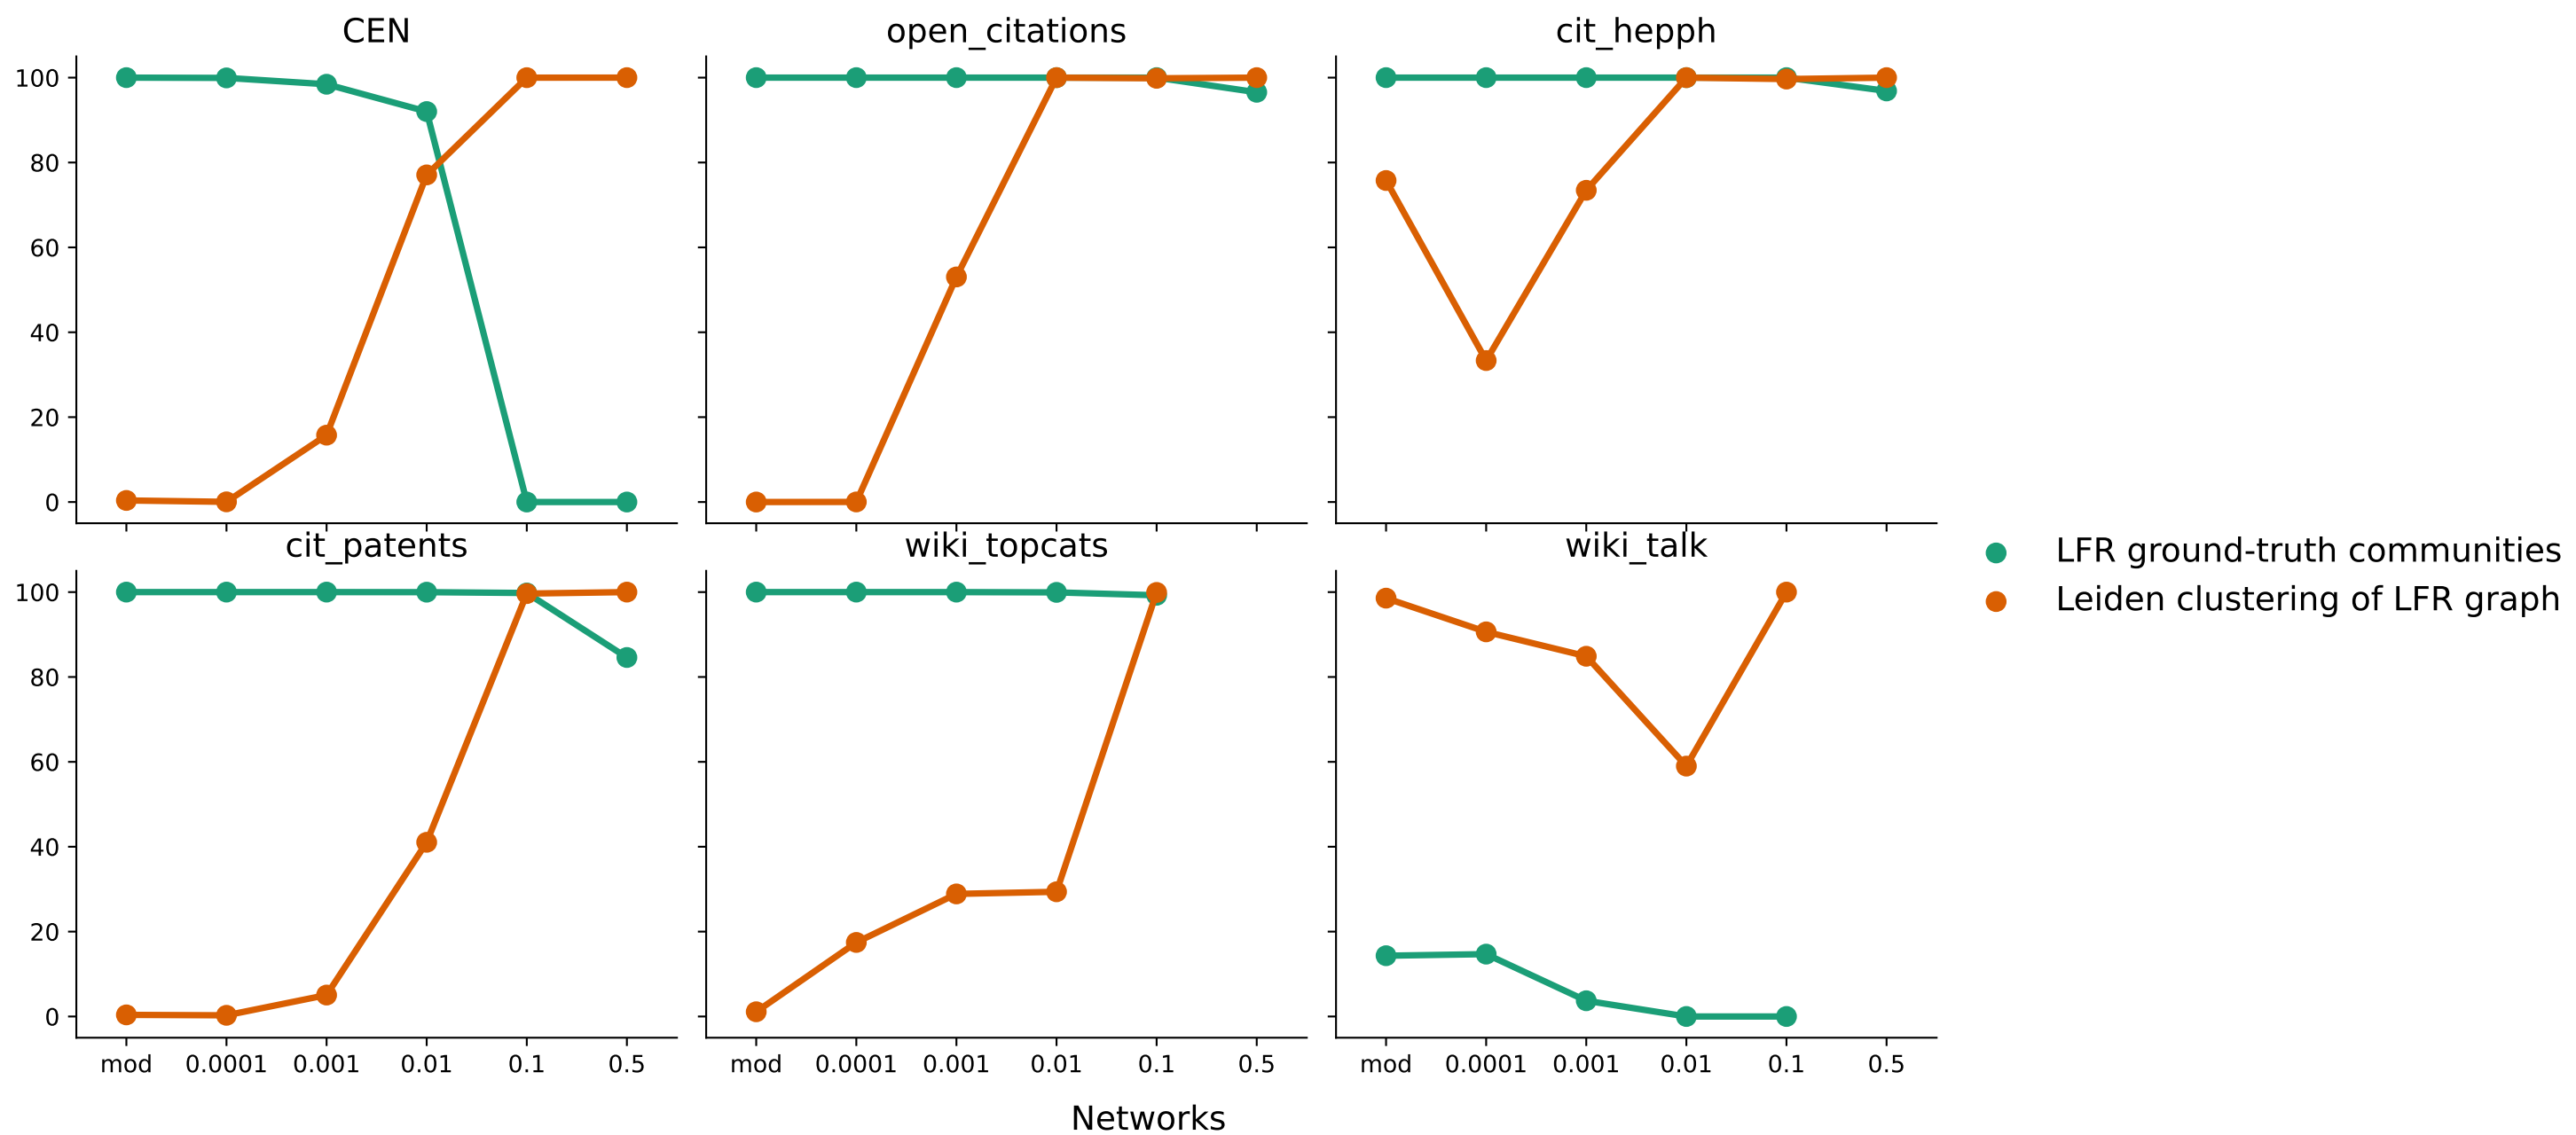 CEN
open_citations
cit_hepph
100
80
60
40
20
0
cit_patents
wiki_topcats
wiki_talk
100
80
60
40
20
0
mod 0.0001 0.001 0.01 0.1 0.5
mod 0.0001 0.001 0.01 0.1 0.5
mod 0.0001 0.001 0.01 0.1 0.5
Networks
LFR ground-truth communities
Leiden clustering of LFR graph